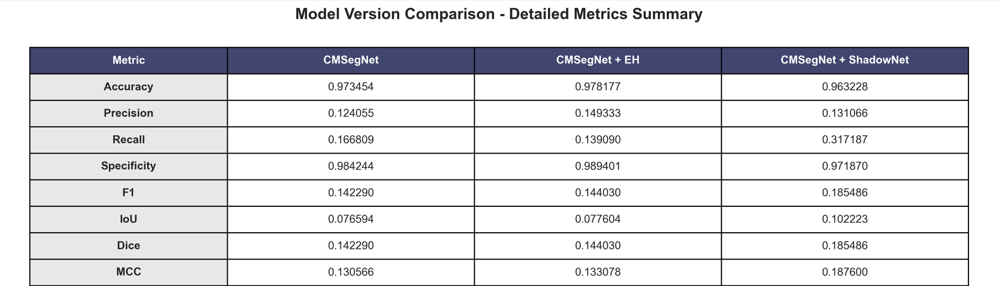 Model Version Comparison - Detailed Metrics Summary
Metric CMSegNet CMSegNet + EH CMSegNet + ShadowNet
Accuracy 0.973454 0.978177 0.963228
Precision 0.124055 0.149333 0.131066
Recall 0.166809 0.139090 0.317187
Specificity 0.984244 0.989401 0.971870
F1 0.142290 0.144030 0.185486
IoU 0.076594 0.077604 0.102223
Dice 0.142290 0.144030 0.185486
MCC 0.130566 0.133078 0.187600